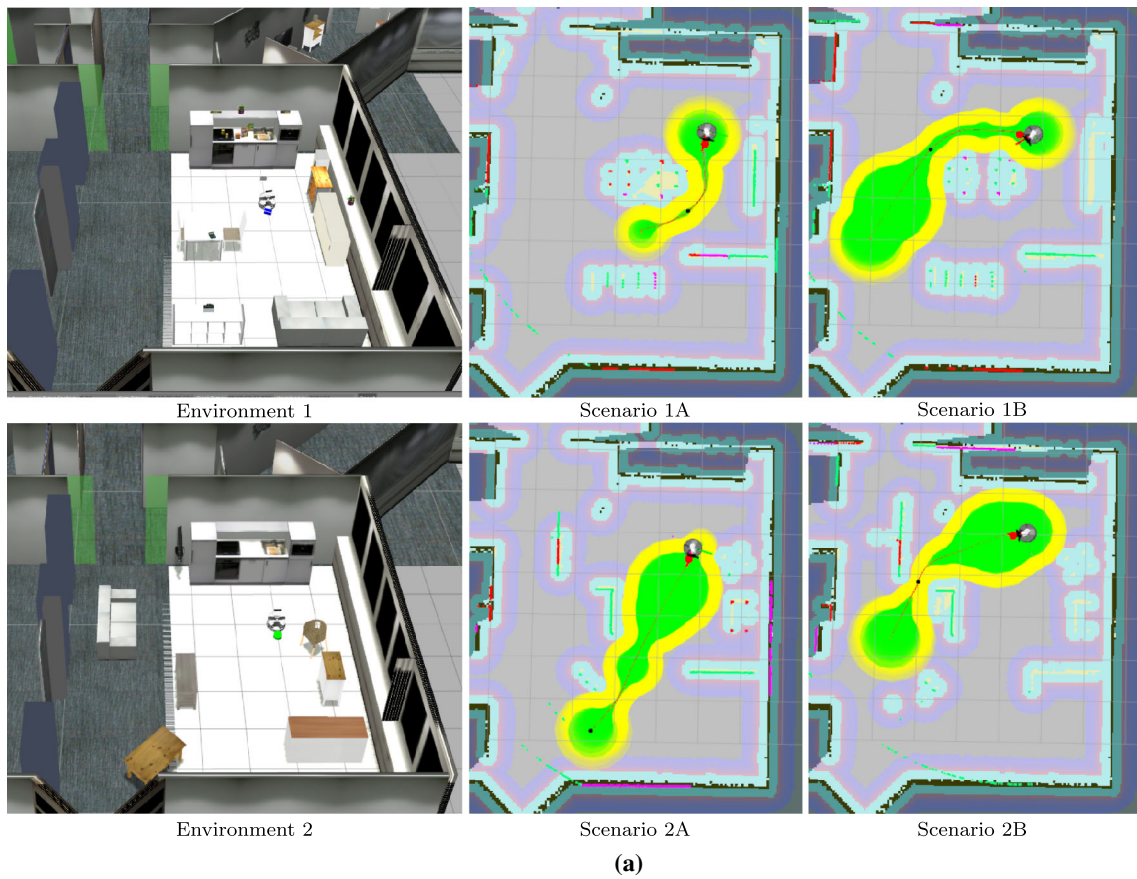 Environment 1
Scenario 1A
Scenario 1B
Environment 2
Scenario 2A
Scenario 2B
(a)